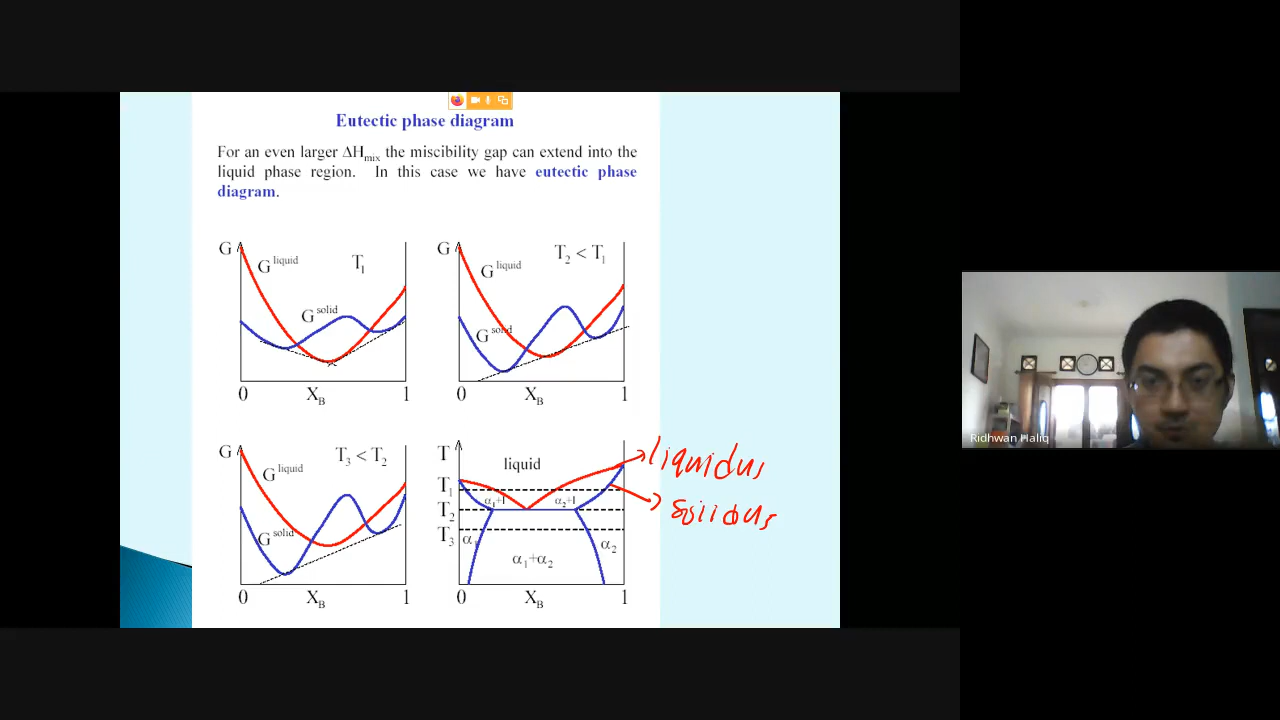 Eutectic phase diagram
For an even larger ΔHmix the miscibility gap can extend into the
liquid phase region. In this case we have eutectic phase
diagram.
G
G liquid
T1
G solid
0
XB
1
G
G liquid
T2 < T1
G solid
0
XB
1
G
G liquid
T3 < T2
G solid
0
XB
1
T
liquid
liquidus
T1
α1+l
α2+l
solidus
T2
T3
α1
α2
α1+α2
0
XB
1
Ridhwan Haliq